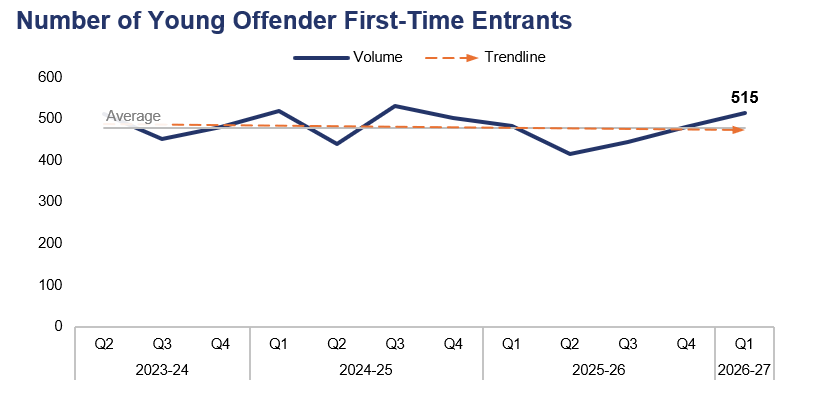 Number of Young Offender First-Time Entrants
Volume Trendline
600
515
Average
500
400
300
200
100
0
Q2 Q3 Q4 Q1 Q2 Q3 Q4 Q1 Q2 Q3 Q4 Q1
2023-24 2024-25 2025-26 2026-27